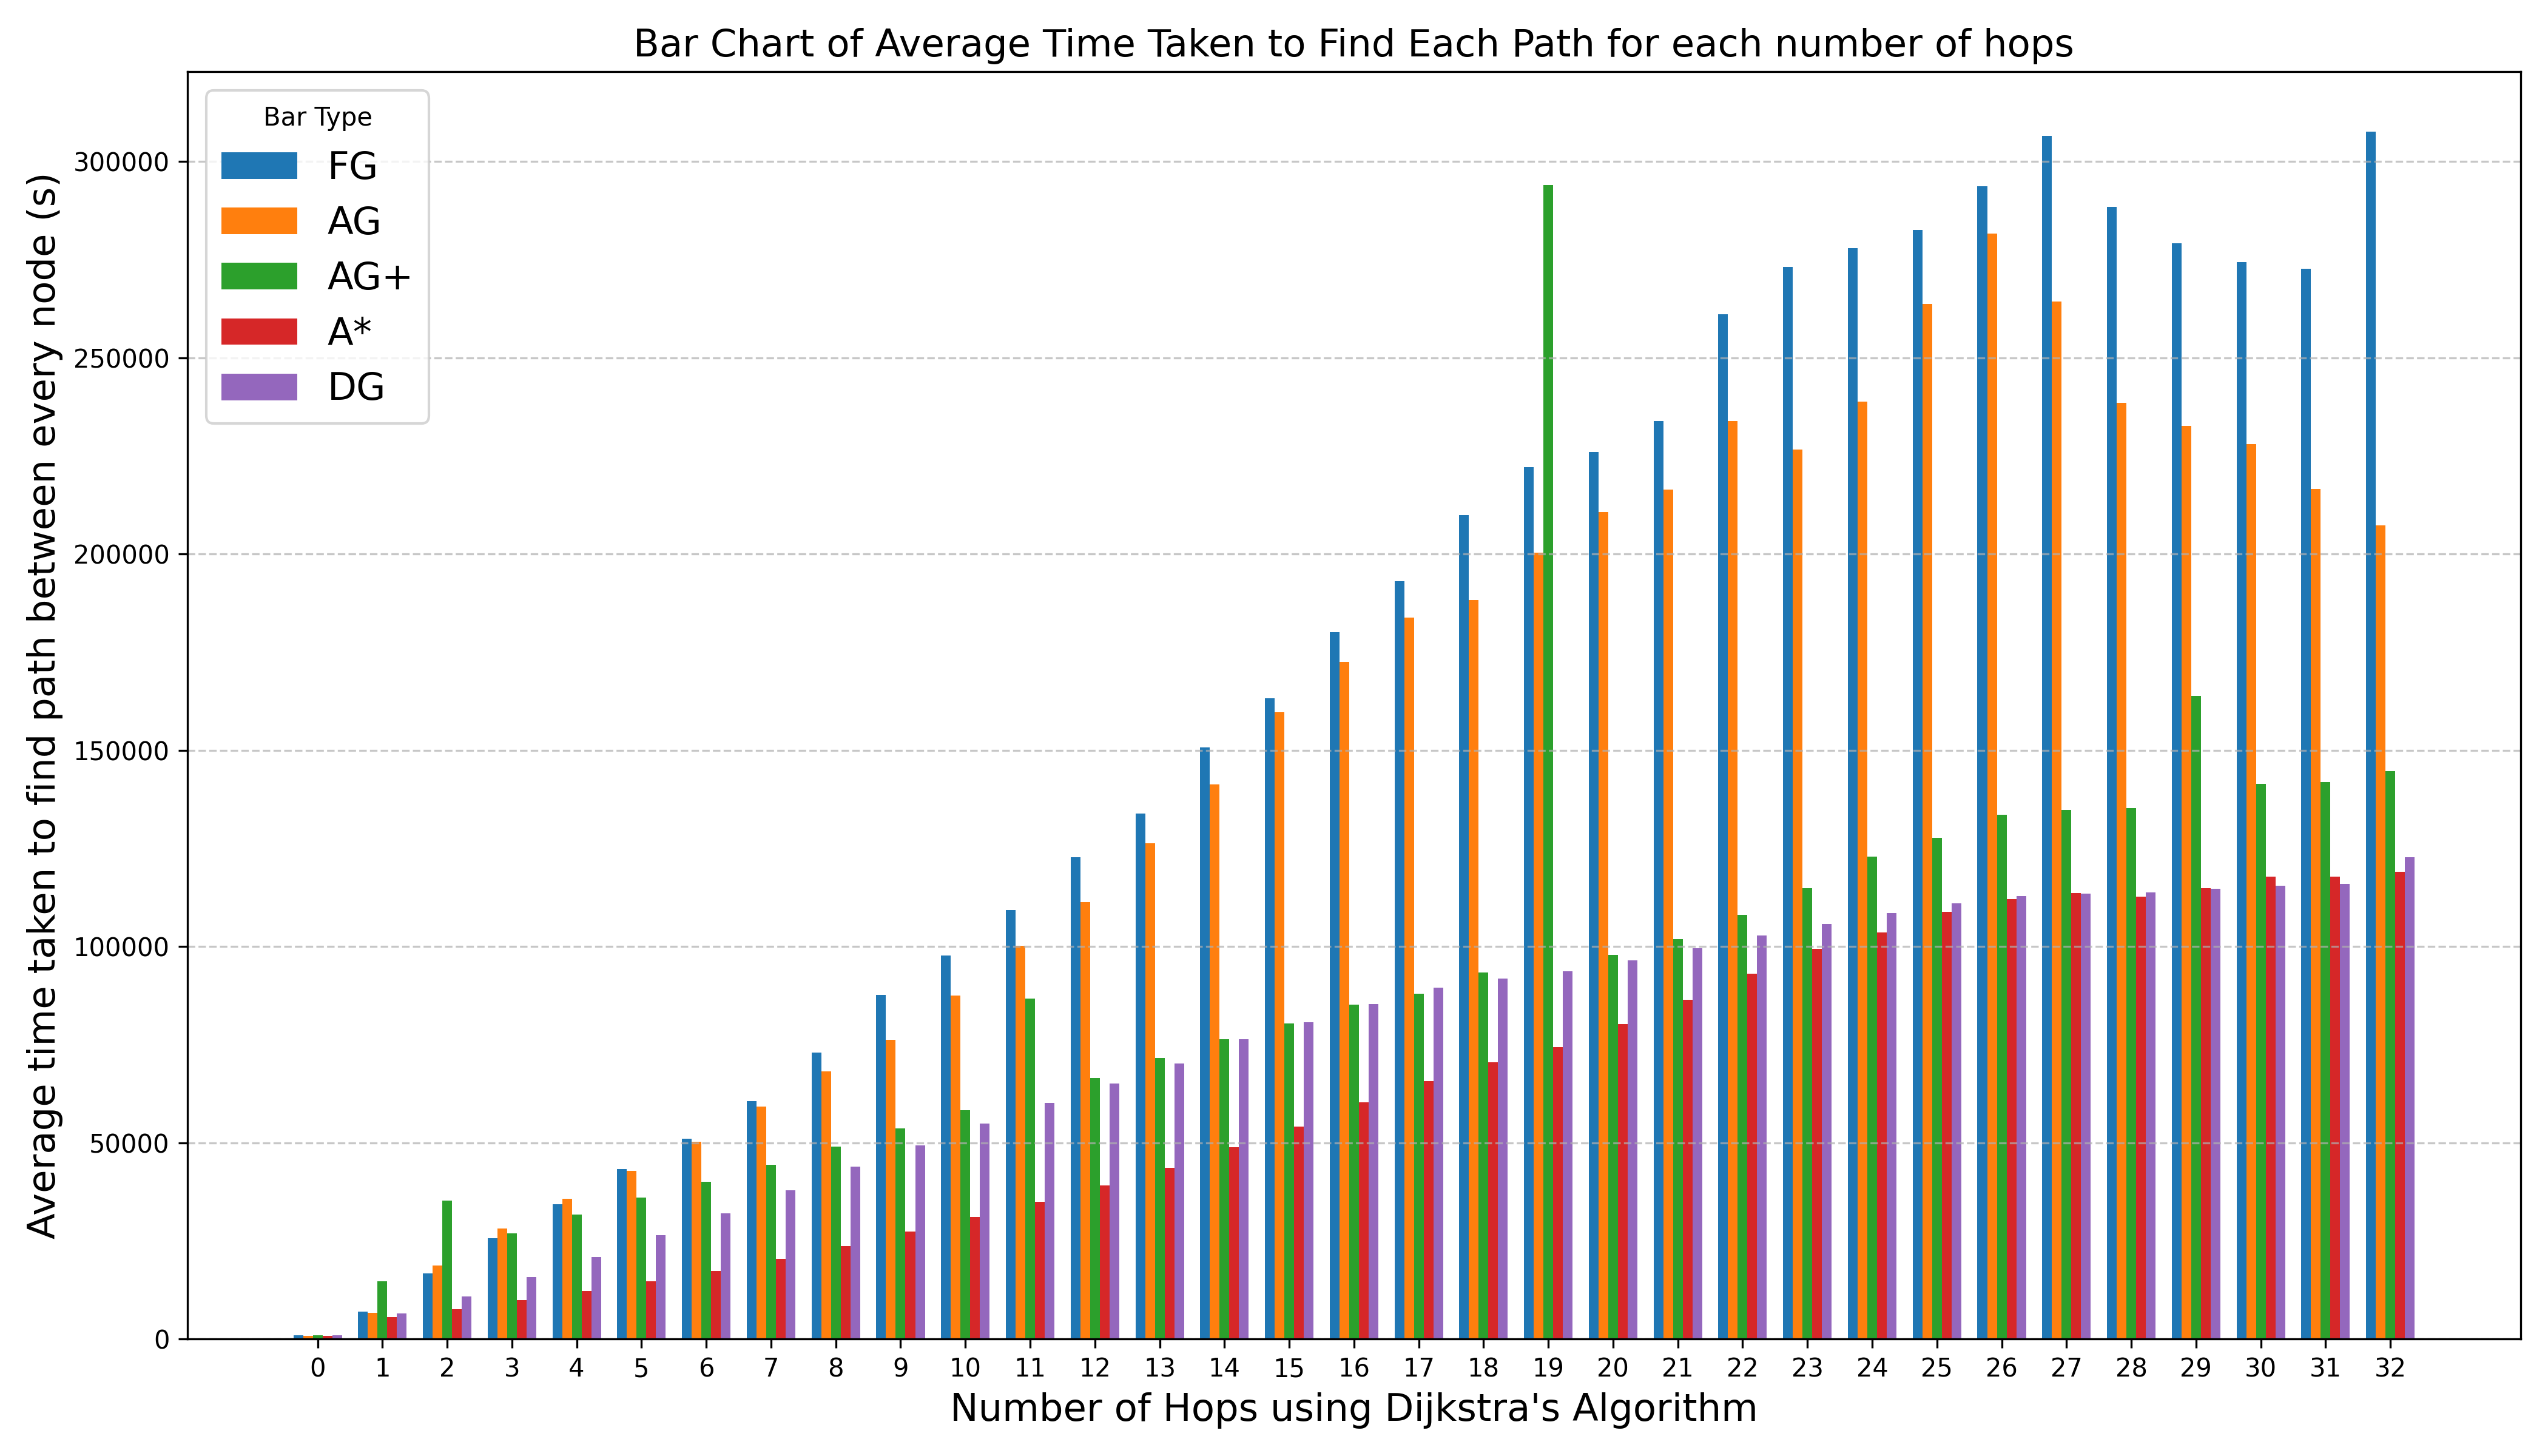 Bar Chart of Average Time Taken to Find Each Path for each number of hops
Average time taken to find path between every node (s)
Bar Type
FG
AG
AG+
A*
DG
300000
250000
200000
150000
100000
50000
0
0 1 2 3 4 5 6 7 8 9 10 11 12 13 14 15 16 17 18 19 20 21 22 23 24 25 26 27 28 29 30 31 32
Number of Hops using Dijkstra's Algorithm